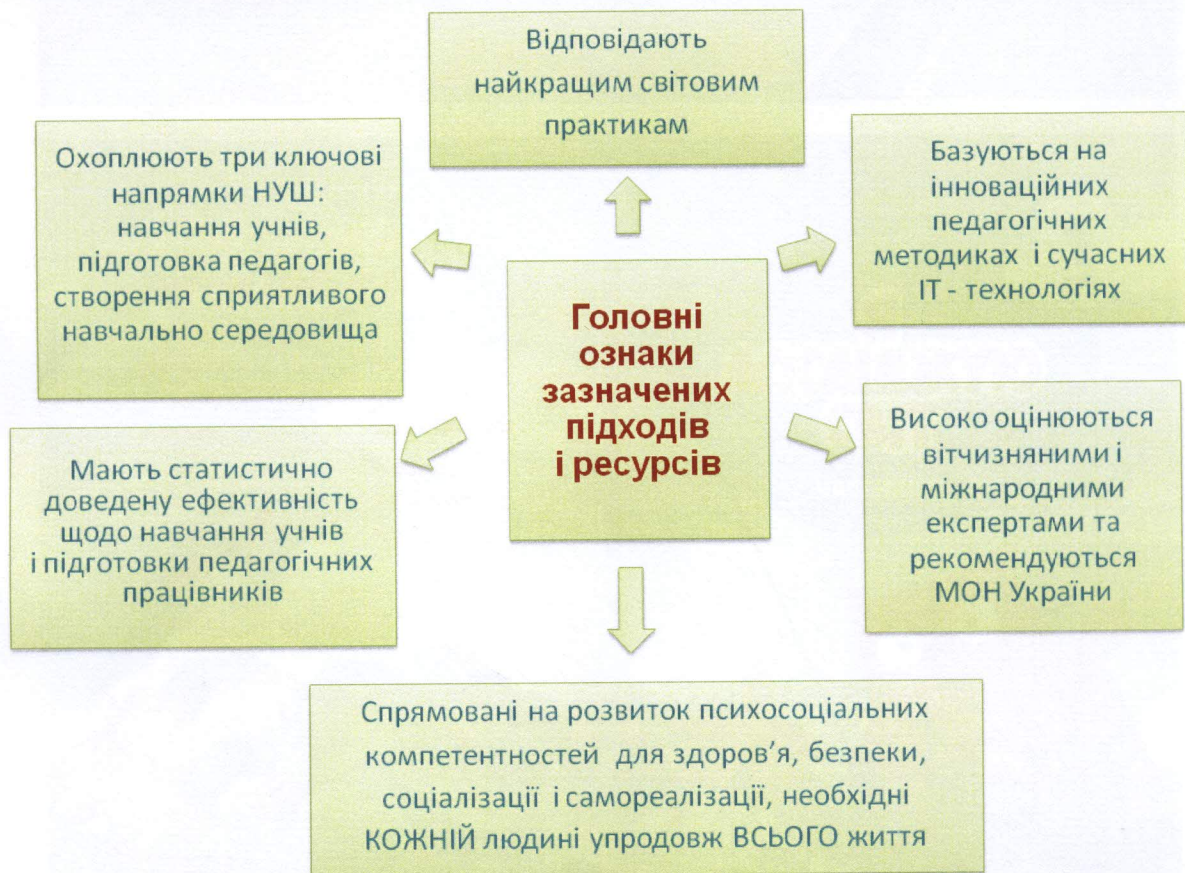 Відповідають
найкращим світовим
практикам
Охоплюють три ключові
напрямки НУШ:
навчання учнів,
підготовка педагогів,
створення сприятливого
навчально середовища
Базуються на
інноваційних
педагогічних
методиках і сучасних
ІТ - технологіях
Головні
ознаки
зазначених
підходів
і ресурсів
Мають статистично
доведену ефективність
щодо навчання учнів
і підготовки педагогічних
працівників
Високо оцінюються
вітчизняними і
міжнародними
експертами та
рекомендуються
МОН України
Спрямовані на розвиток психосоціальних
компетентностей для здоров’я, безпеки,
соціалізації і самореалізації, необхідні
КОЖНІЙ людині упродовж ВСЬОГО життя